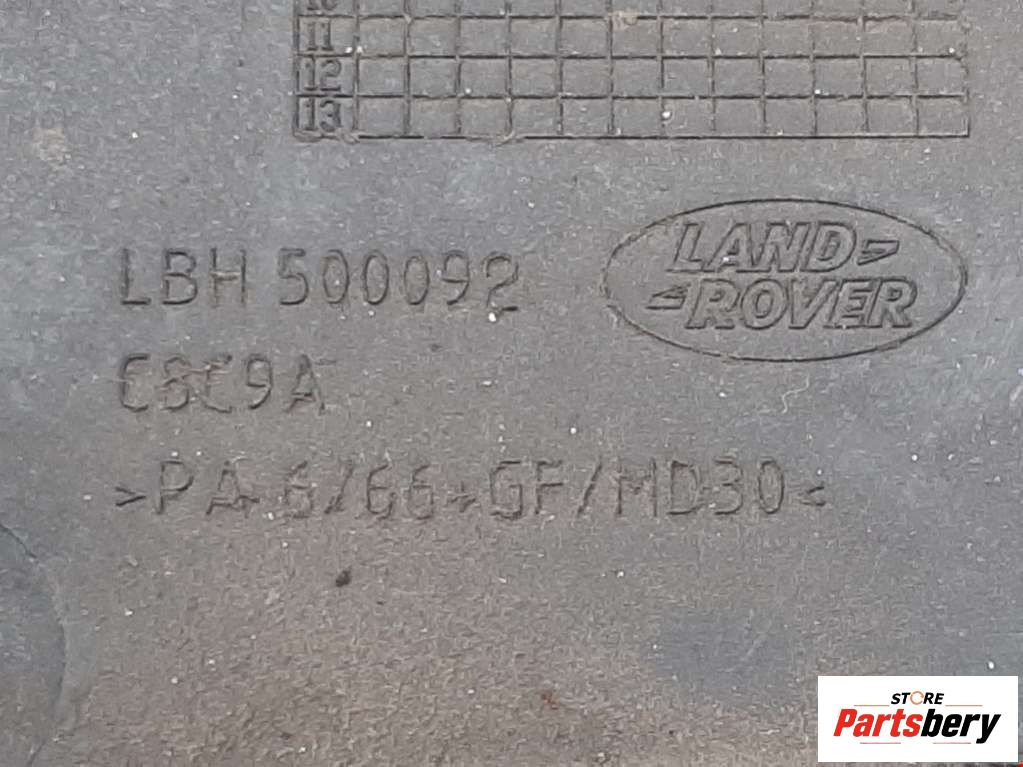 11
12
13
LBH 500092
LAND
ROVER
C8C9A
>PA 6/66+GF/MD30<
STORE
Partsbery